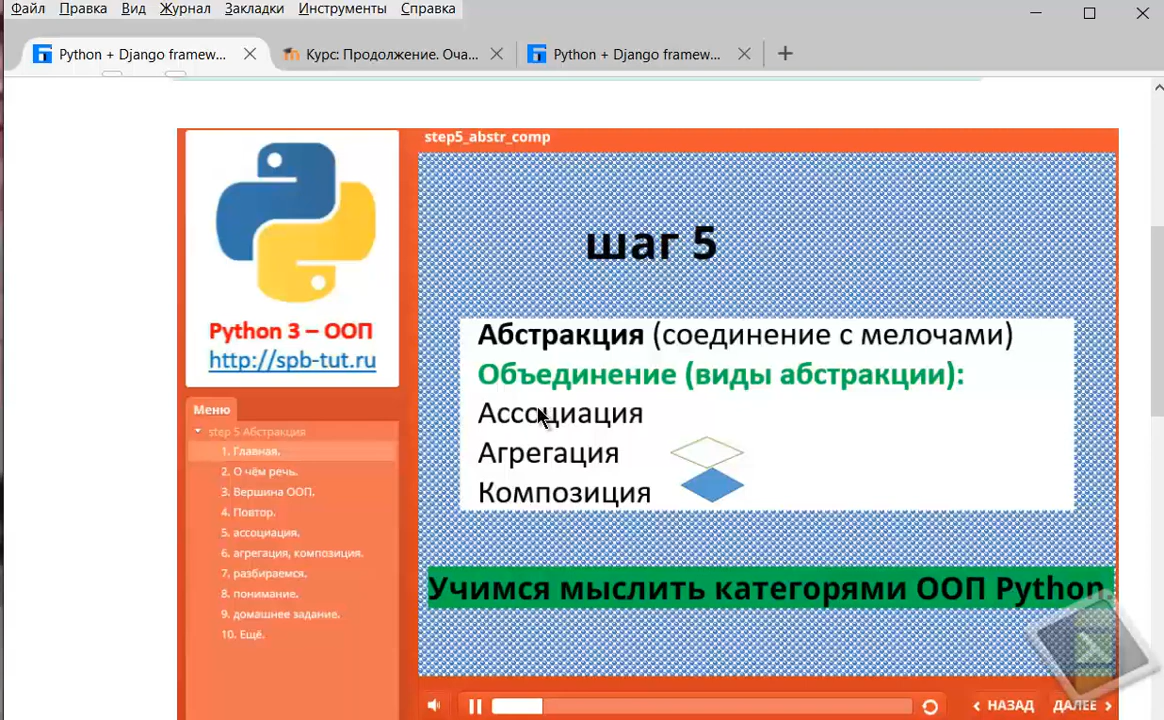 Файл Правка Вид Журнал Закладки Инструменты Справка
Python + Django framew...
Курс: Продолжение. Оча...
Python + Django framew...
step5_abstr_comp
Python 3 – ООП
http://spb-tut.ru
Меню
step 5 Абстракция
1. Главная.
2. О чём речь.
3. Вершина ООП.
4. Повтор.
5. ассоциация.
6. агрегация, композиция.
7. разбираемся.
8. понимание.
9. домашнее задание.
10. Ещё.
шаг 5
Абстракция (соединение с мелочами)
Объединение (виды абстракции):
Ассоциация
Агрегация
Композиция
Учимся мыслить категорями ООП Python.
НАЗАД
ДАЛЕЕ